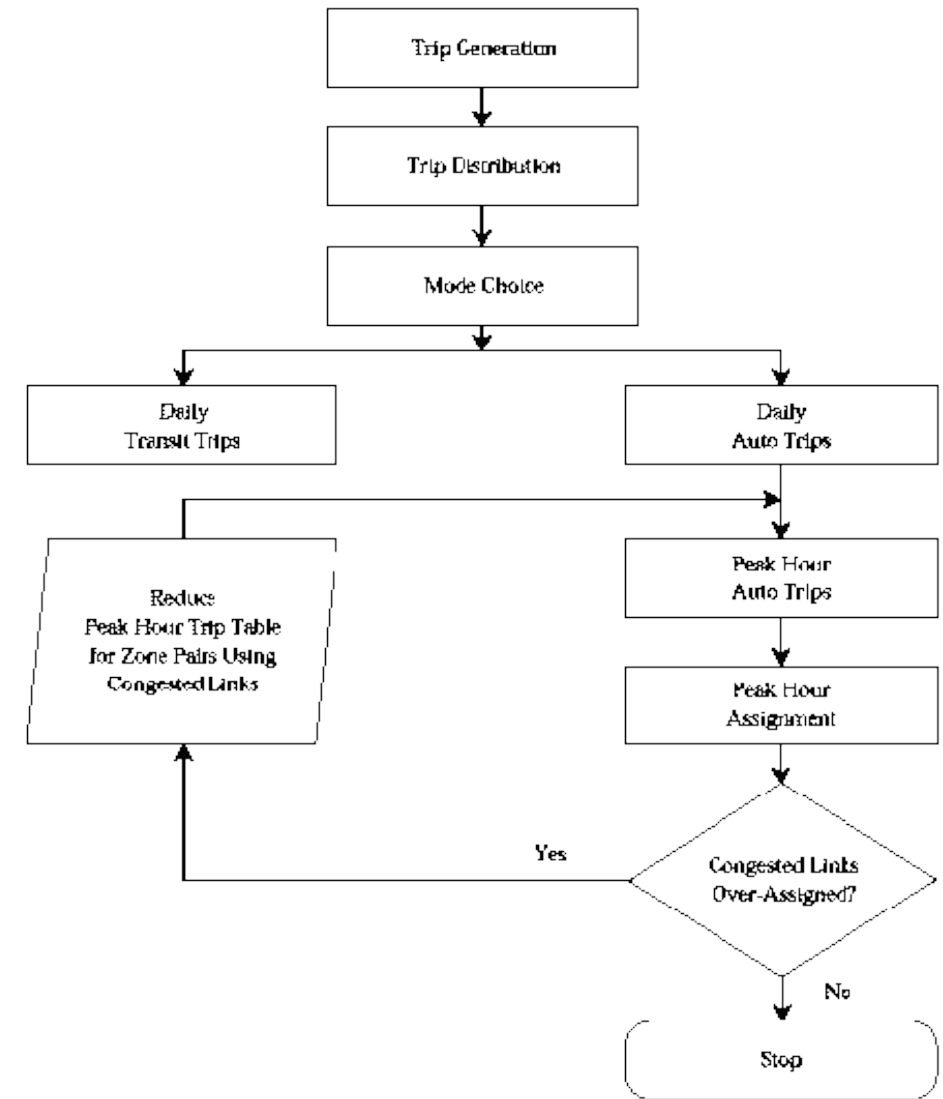 Trip Generation
Trip Distribution
Mode Choice
Daily
Transit Trips
Daily
Auto Trips
Reduce
Peak Hour Trip Table
for Zone Pairs Using
Congested Links
Peak Hour
Auto Trips
Peak Hour
Assignment
Yes
Congested Links
Over-Assigned?
No
Stop